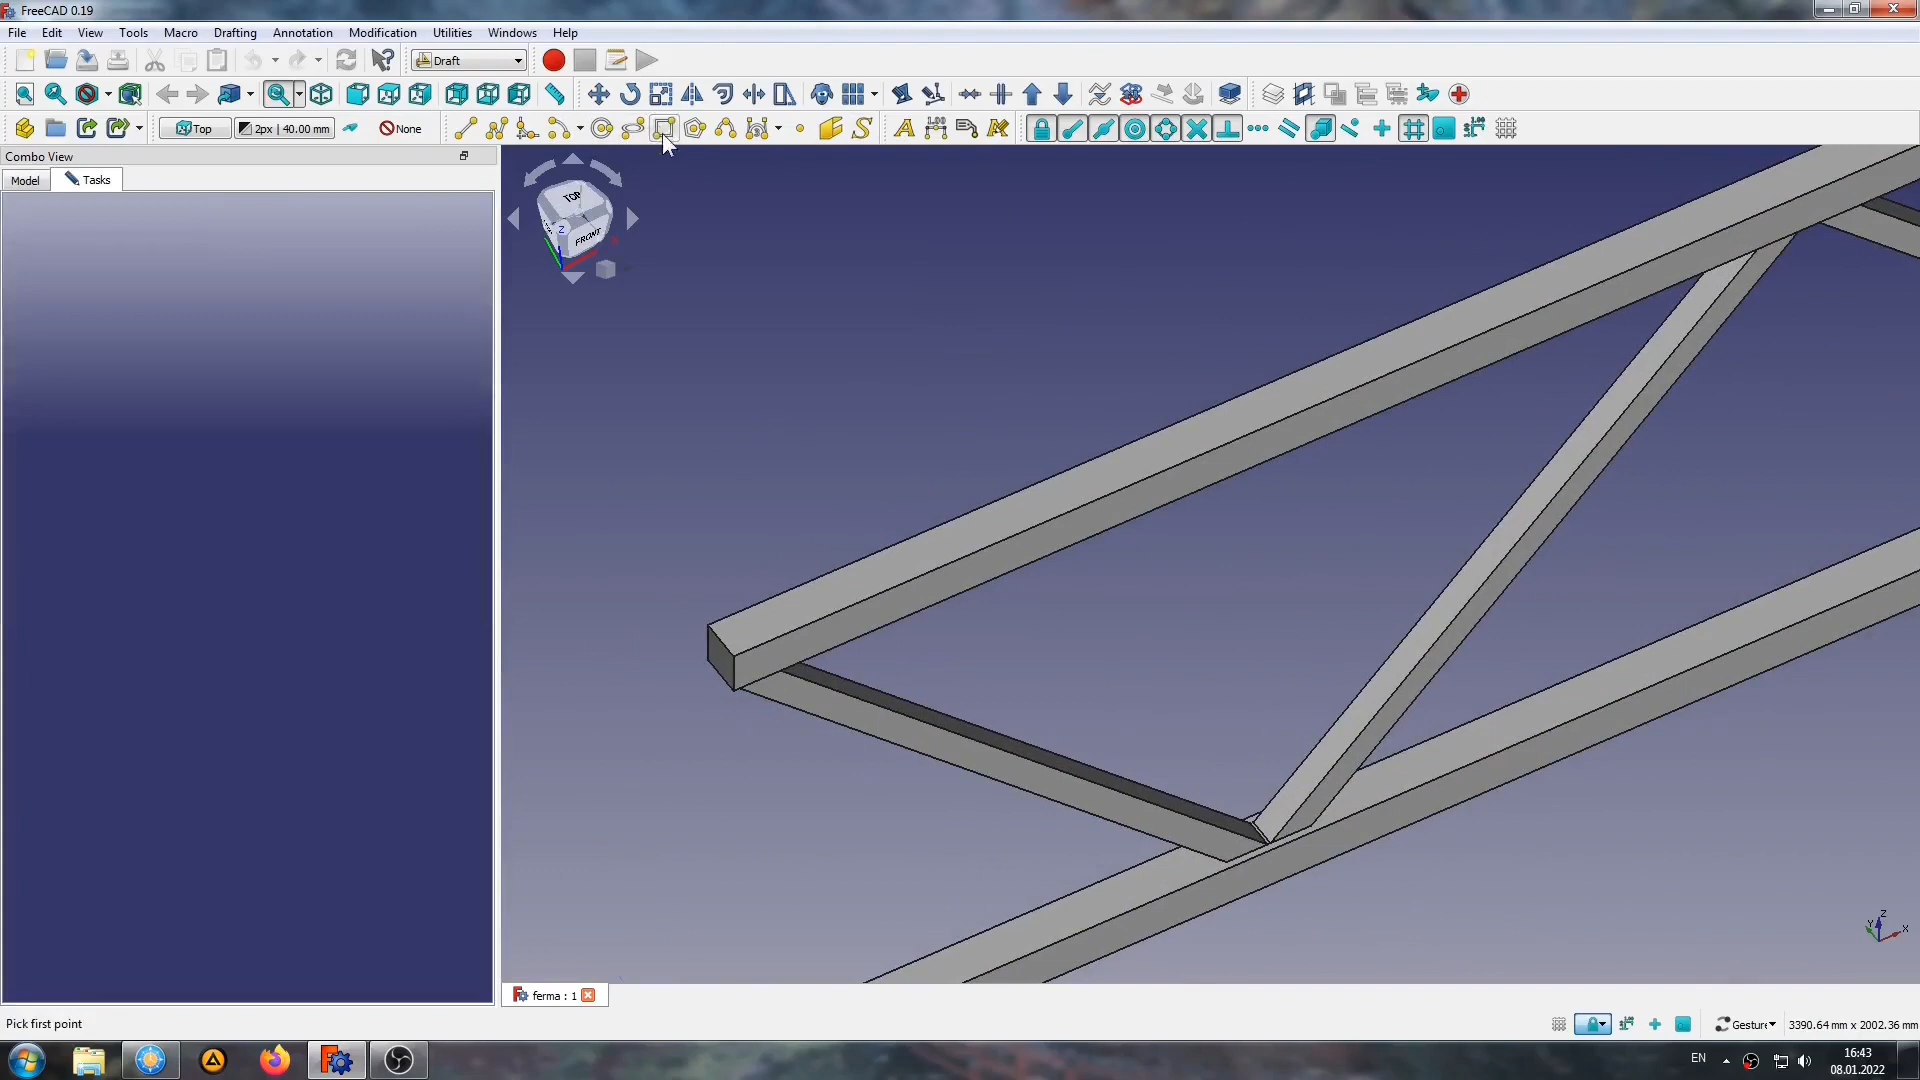 FreeCAD 0.19
File Edit View Tools Macro Drafting Annotation Modification Utilities Windows Help
Draft
Top 2px | 40.00 mm None
Combo View
Model Tasks
TOP
FRONT
Z
Z
Y
X
ferma : 1
Pick first point
Gesture 3390.64 mm x 2002.36 mm
EN
16:43
08.01.2022